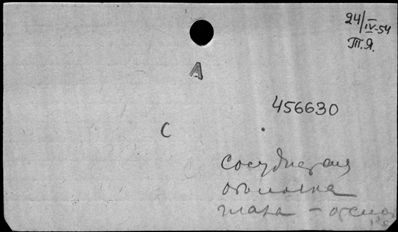 24/IV-54
Т.Я.
А
456630
С
сосудистая
оболочка
глаза -